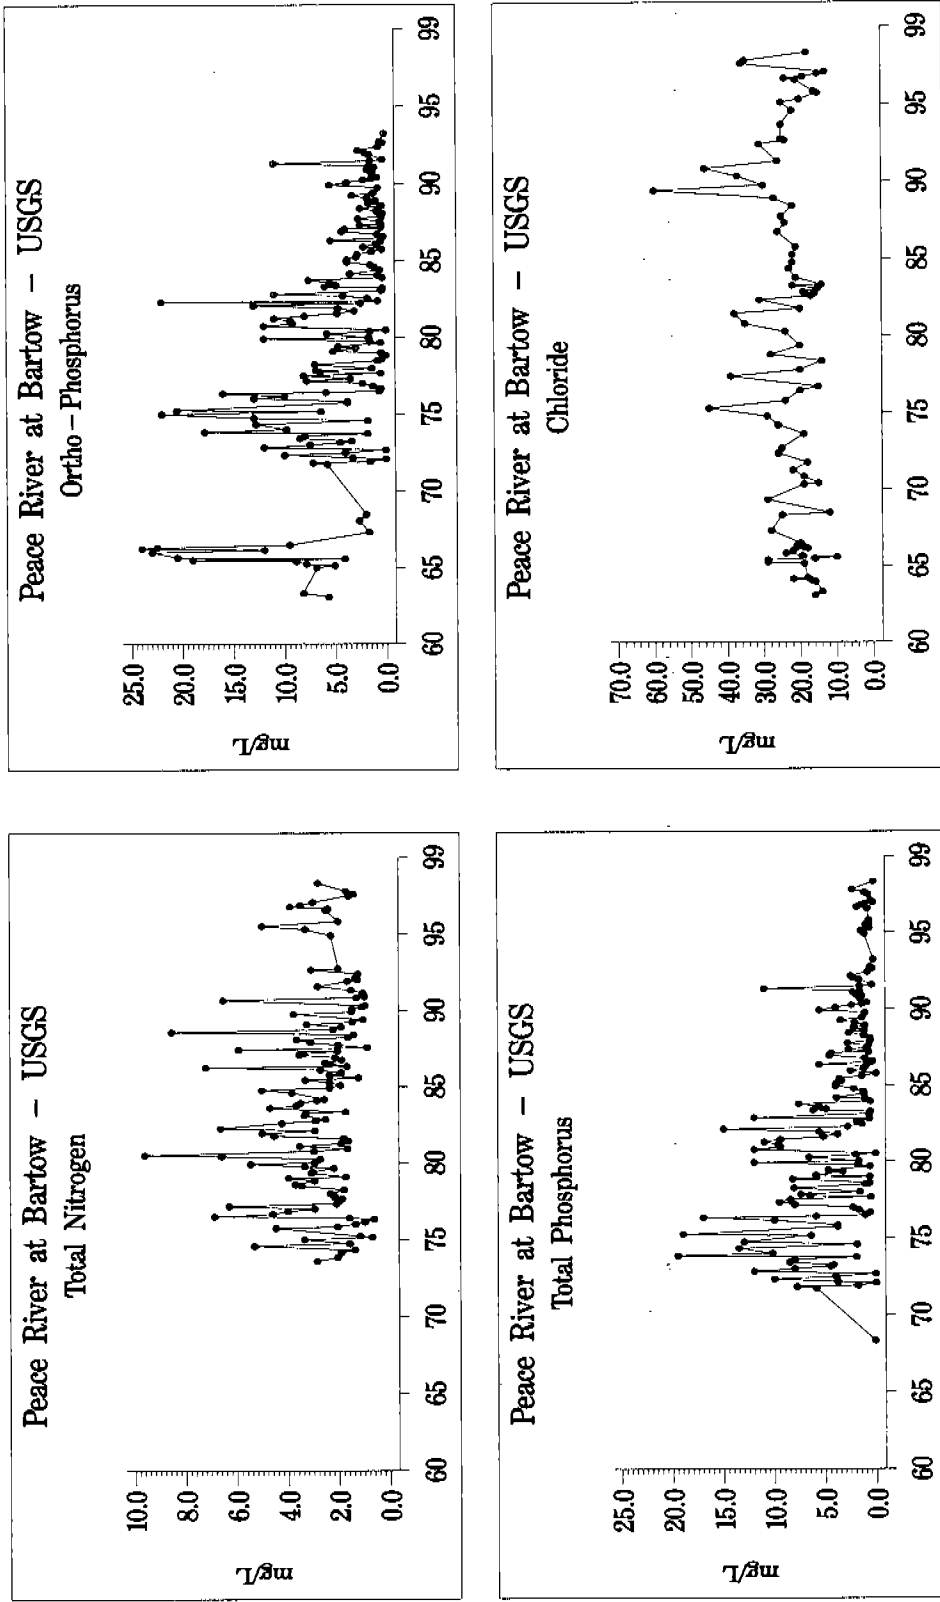 Peace River at Bartow – USGS
Total Nitrogen
mg/L
10.0
8.0
6.0
4.0
2.0
0.0
60 65 70 75 80 85 90 95 99
Peace River at Bartow – USGS
Ortho-Phosphorus
mg/L
25.0
20.0
15.0
10.0
5.0
0.0
60 65 70 75 80 85 90 95 99
Peace River at Bartow – USGS
Total Phosphorus
mg/L
25.0
20.0
15.0
10.0
5.0
0.0
60 65 70 75 80 85 90 95 99
Peace River at Bartow – USGS
Chloride
mg/L
70.0
60.0
50.0
40.0
30.0
20.0
10.0
0.0
60 65 70 75 80 85 90 95 99